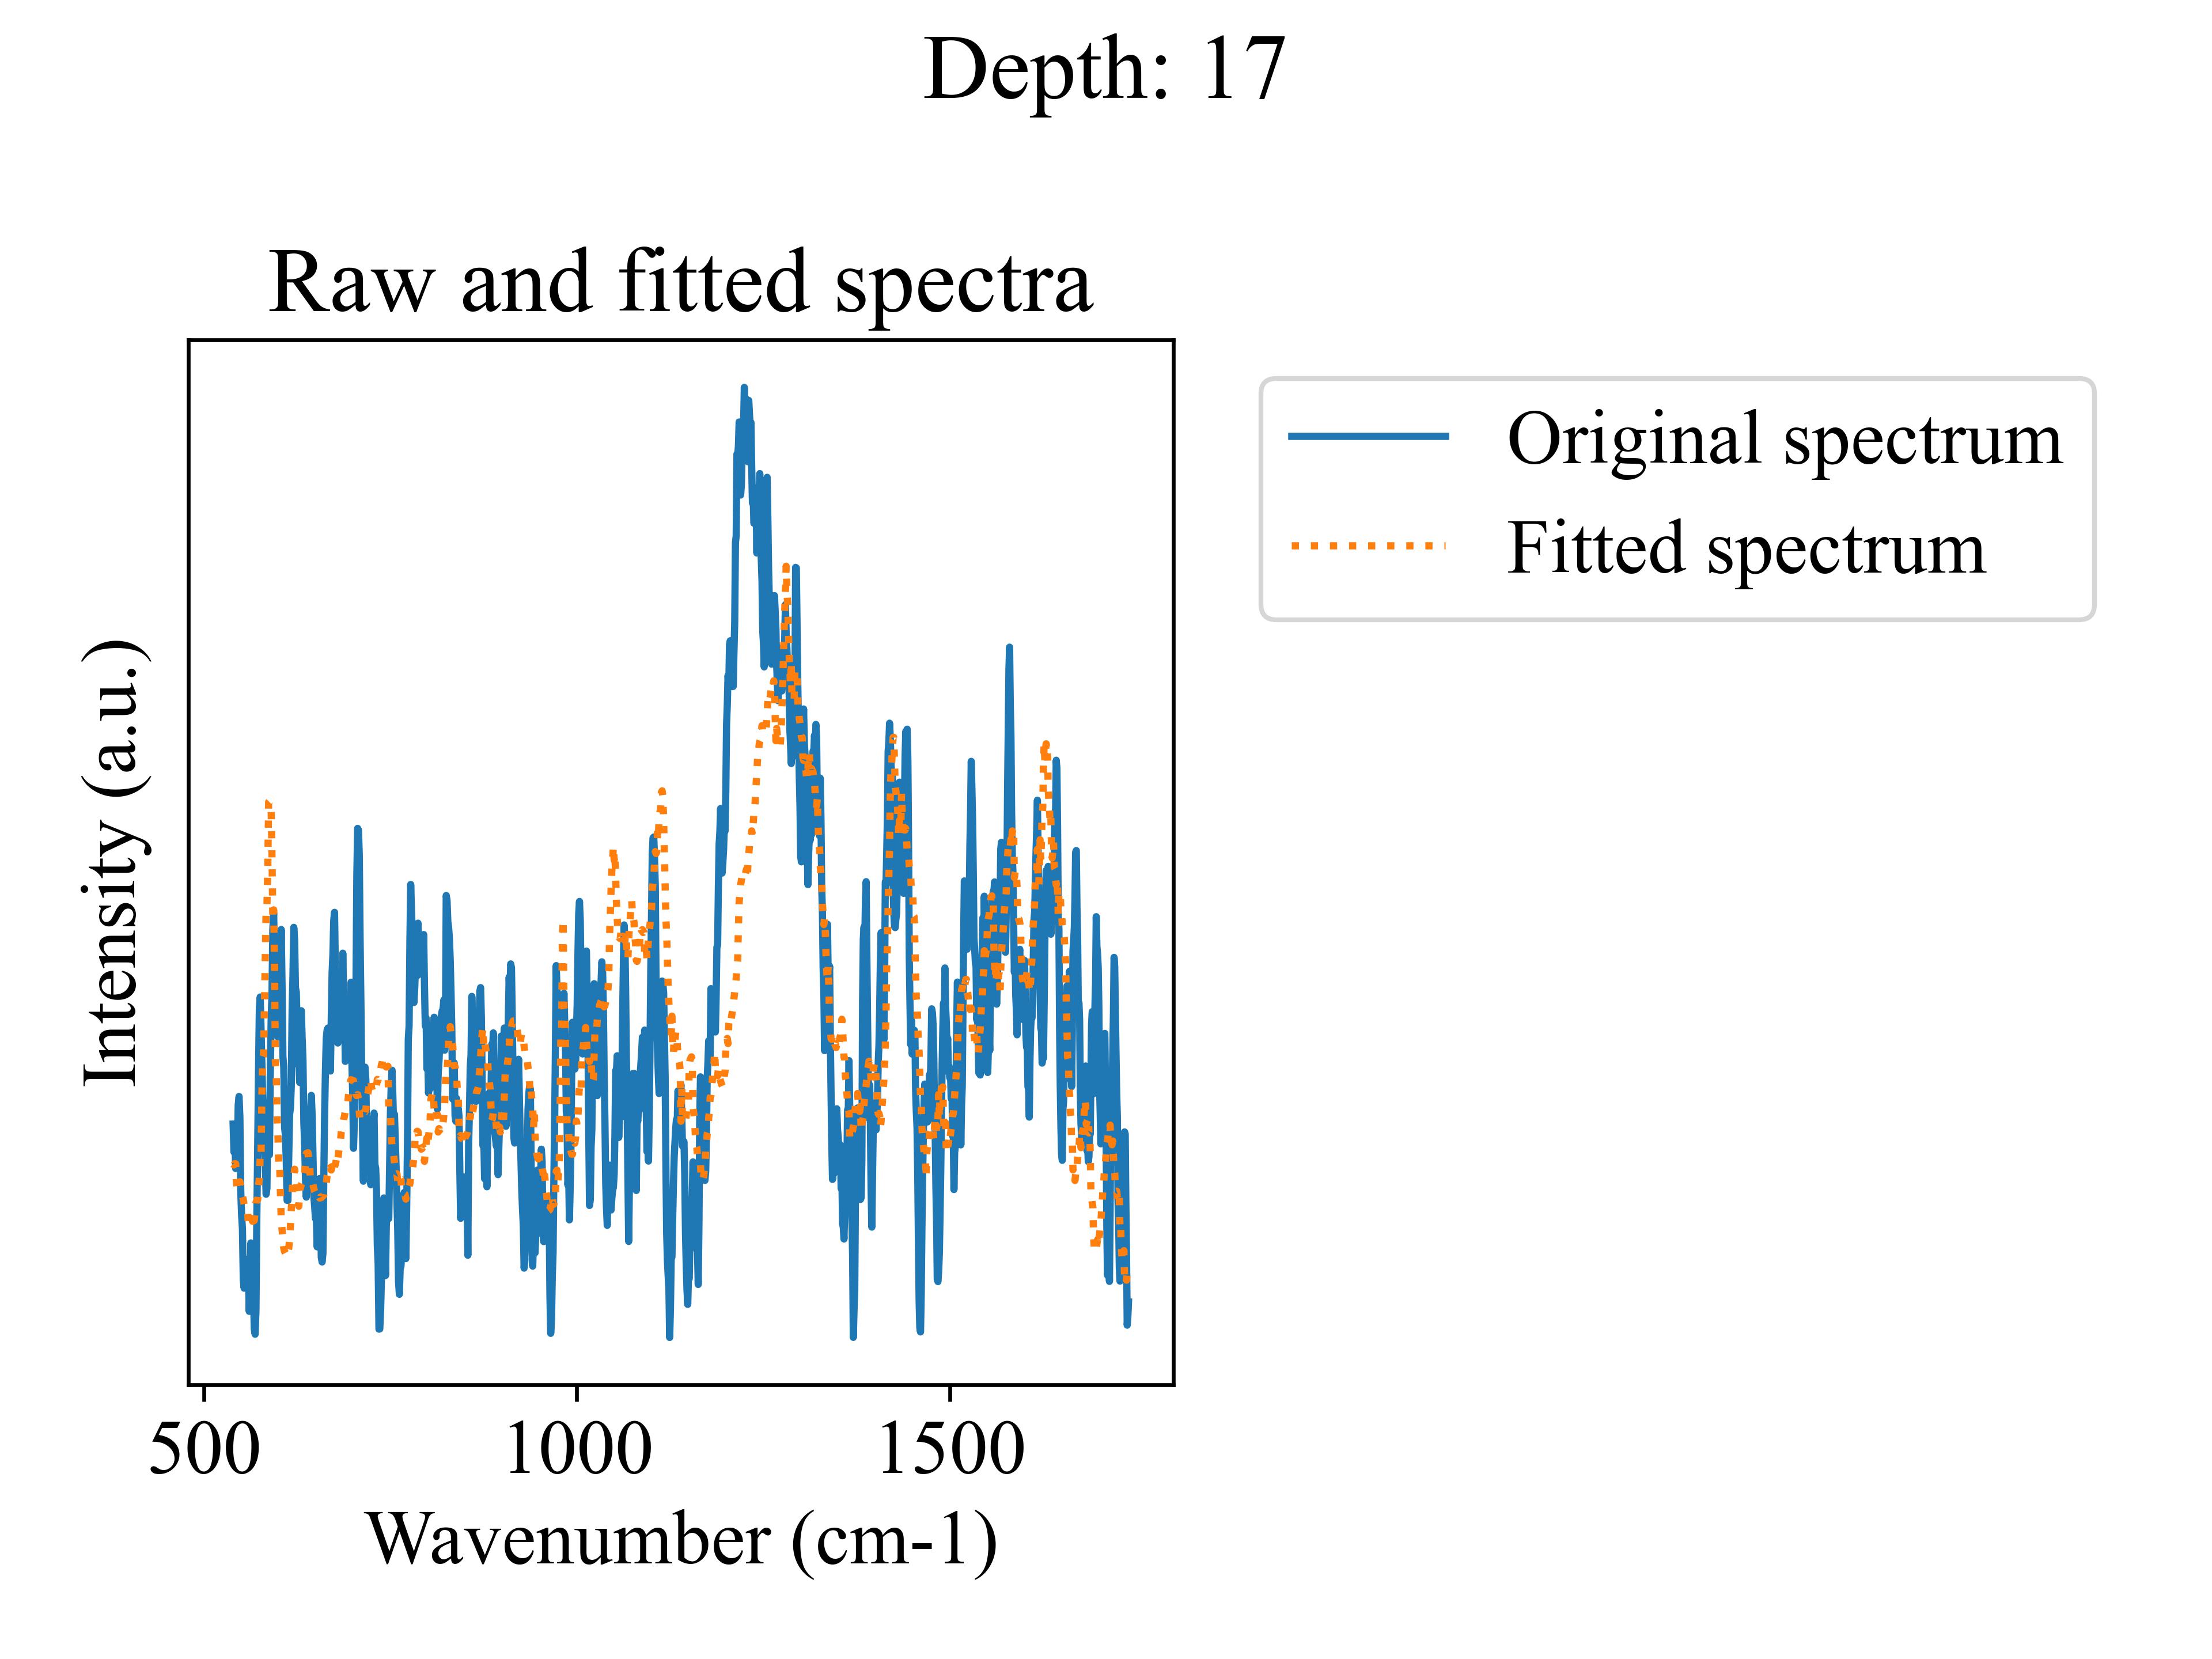 Depth: 17
Raw and fitted spectra
Original spectrum
Fitted spectrum
Intensity (a.u.)
500 1000 1500
Wavenumber (cm-1)